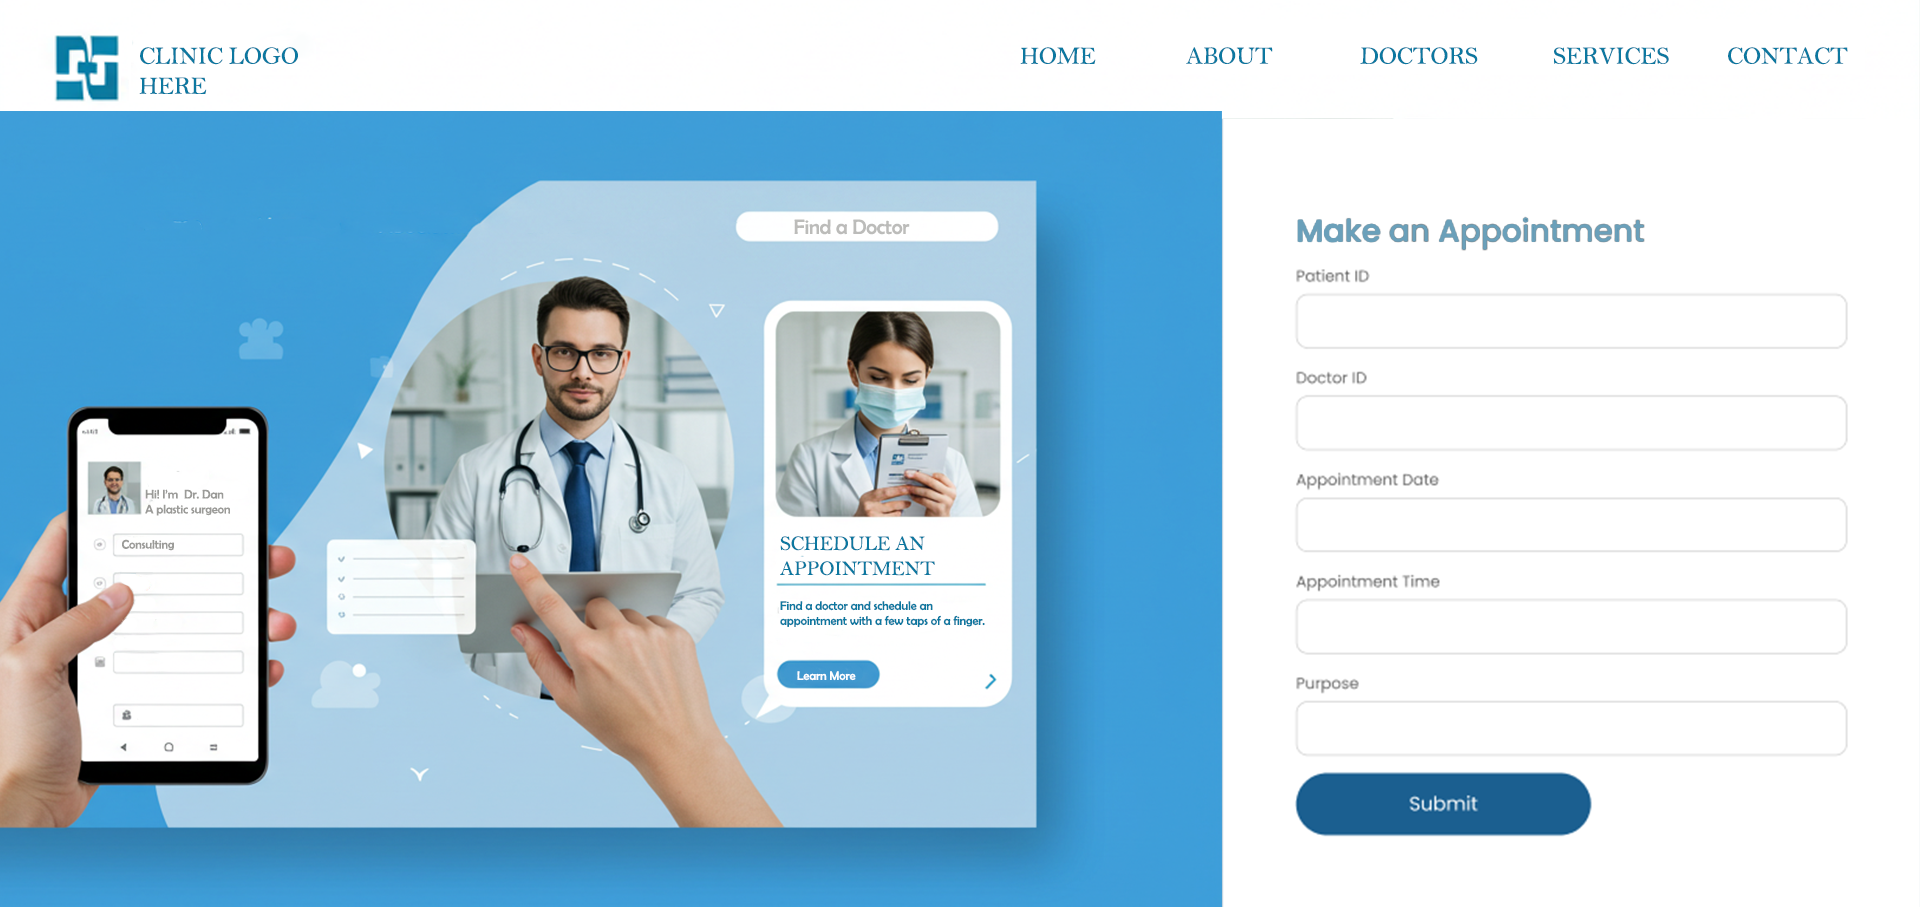 CLINIC LOGO
HERE
HOME
ABOUT
DOCTORS
SERVICES
CONTACT
Find a Doctor
Hi! I'm Dr. Dan
A plastic surgeon
Consulting
SCHEDULE AN
APPOINTMENT
Find a doctor and schedule an
appointment with a few taps of a finger.
Learn More
Make an Appointment
Patient ID
Doctor ID
Appointment Date
Appointment Time
Purpose
Submit